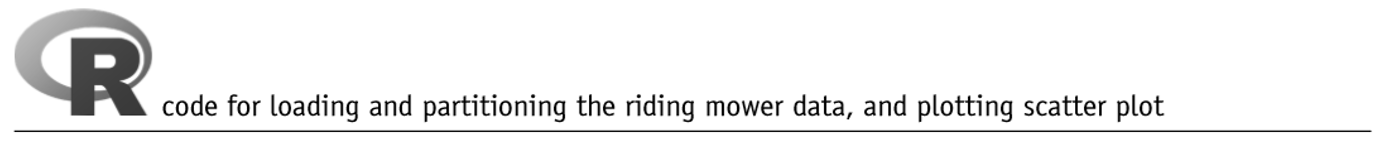 R code for loading and partitioning the riding mower data, and plotting scatter plot